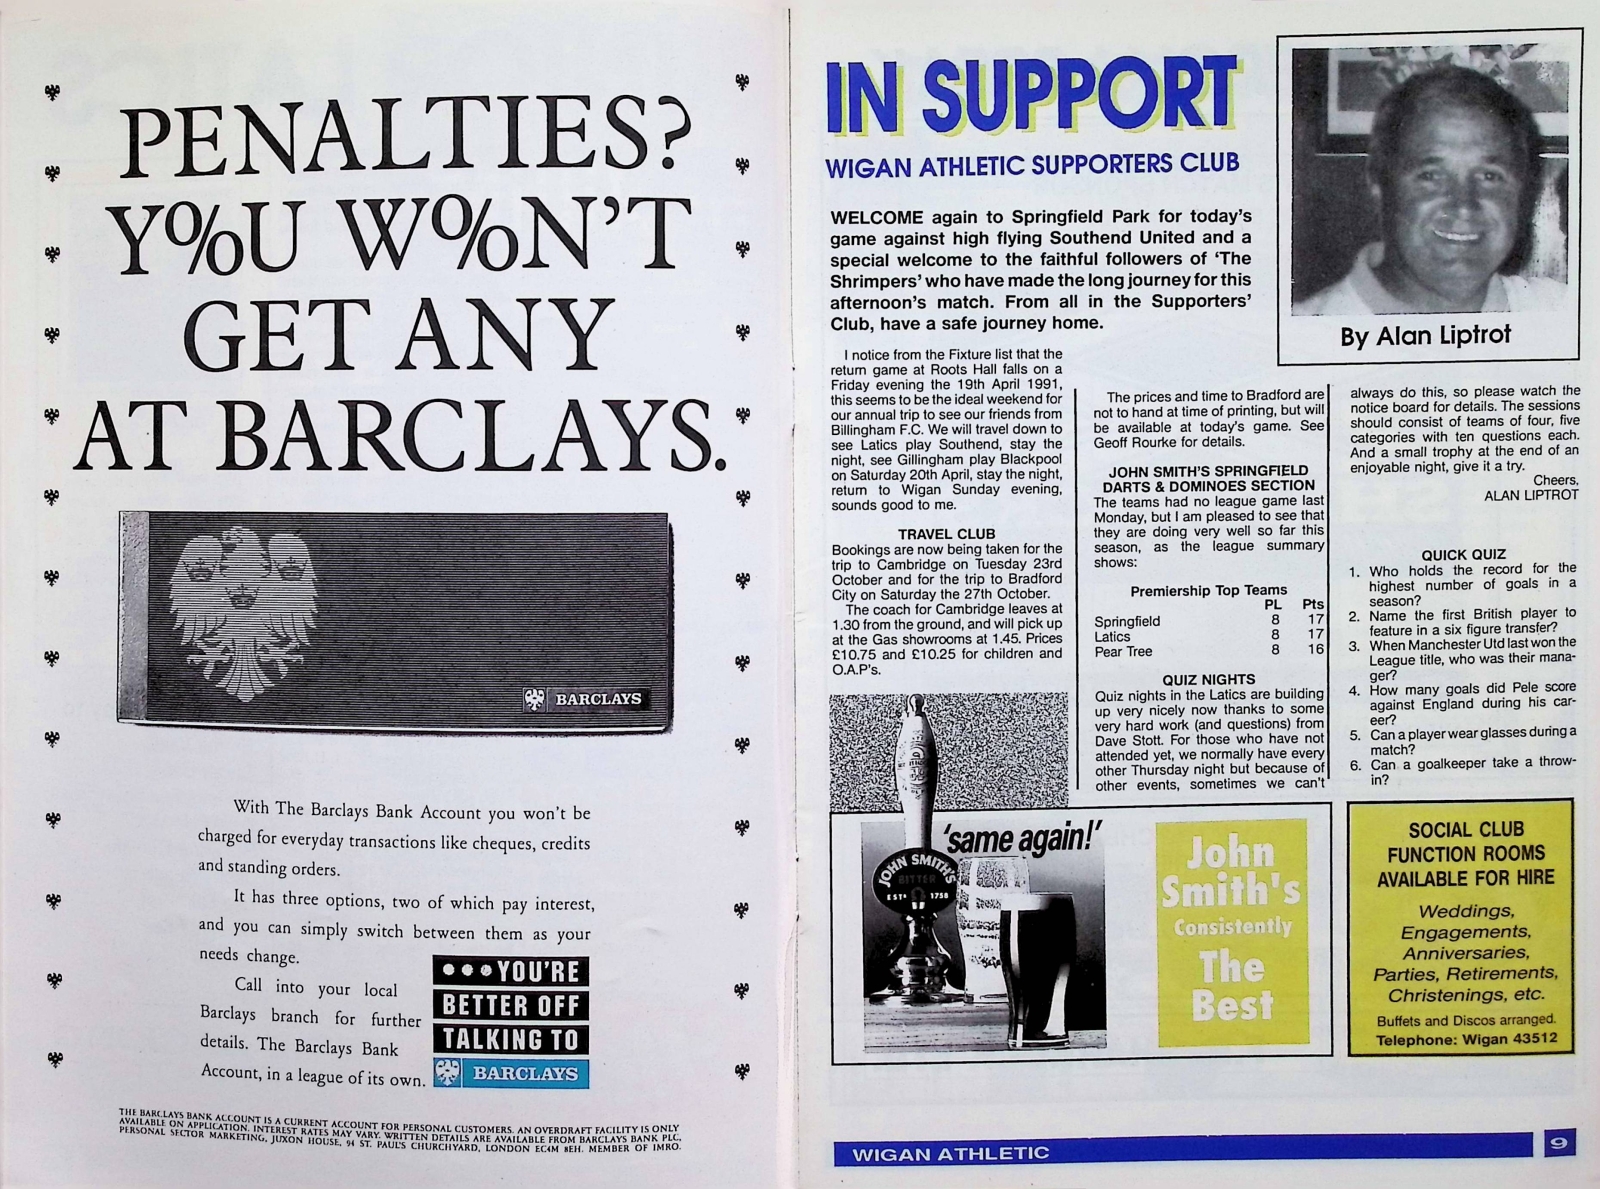 PENALTIES?
Y%U W%N'T
GET ANY
AT BARCLAYS.
BARCLAYS
With The Barclays Bank Account you won't be
charged for everyday transactions like cheques, credits
and standing orders.
It has three options, two of which pay interest,
and you can simply switch between them as your
needs change.
Call into your local
Barclays branch for further
details. The Barclays Bank
Account, in a league of its own.
YOU'RE
BETTER OFF
TALKING TO
BARCLAYS
THE BARCLAYS BANK ACCOUNT IS A CURRENT ACCOUNT FOR PERSONAL CUSTOMERS. AN OVERDRAFT FACILITY IS ONLY
AVAILABLE ON APPLICATION. INTEREST RATES MAY VARY. WRITTEN DETAILS ARE AVAILABLE FROM BARCLAYS BANK PLC,
PERSONAL SECTOR MARKETING, JUXON HOUSE, 94 ST. PAUL'S CHURCHYARD, LONDON EC4M 8EH. MEMBER OF IMRO.
IN SUPPORT
WIGAN ATHLETIC SUPPORTERS CLUB
WELCOME again to Springfield Park for today's
game against high flying Southend United and a
special welcome to the faithful followers of 'The
Shrimpers' who have made the long journey for this
afternoon's match. From all in the Supporters'
Club, have a safe journey home.
By Alan Liptrot
I notice from the Fixture list that the
return game at Roots Hall falls on a
Friday evening the 19th April 1991,
this seems to be the ideal weekend for
our annual trip to see our friends from
Billingham F.C. We will travel down to
see Latics play Southend, stay the
night, see Gillingham play Blackpool
on Saturday 20th April, stay the night,
return to Wigan Sunday evening,
sounds good to me.
TRAVEL CLUB
Bookings are now being taken for the
trip to Cambridge on Tuesday 23rd
October and for the trip to Bradford
City on Saturday the 27th October.
The coach for Cambridge leaves at
1.30 from the ground, and will pick up
at the Gas showrooms at 1.45. Prices
£10.75 and £10.25 for children and
O.A.P's.
The prices and time to Bradford are
not to hand at time of printing, but will
be available at today's game. See
Geoff Rourke for details.
JOHN SMITH'S SPRINGFIELD
DARTS & DOMINOES SECTION
The teams had no league game last
Monday, but I am pleased to see that
they are doing very well so far this
season, as the league summary
shows:
Premiership Top Teams
PL Pts
Springfield 8 17
Latics 8 17
Pear Tree 8 16
QUIZ NIGHTS
Quiz nights in the Latics are building
up very nicely now thanks to some
very hard work (and questions) from
Dave Stott. For those who have not
attended yet, we normally have every
other Thursday night but because of
other events, sometimes we can't
always do this, so please watch the
notice board for details. The sessions
should consist of teams of four, five
categories with ten questions each.
And a small trophy at the end of an
enjoyable night, give it a try.
Cheers,
ALAN LIPTROT
QUICK QUIZ
1. Who holds the record for the
highest number of goals in a
season?
2. Name the first British player to
feature in a six figure transfer?
3. When Manchester Utd last won the
League title, who was their mana-
ger?
4. How many goals did Pele score
against England during his car-
eer?
5. Can a player wear glasses during a
match?
6. Can a goalkeeper take a throw-
in?
'same again!'
JOHN SMITH'S
BITTER
ESTD 1758
John
Smith's
Consistently
The
Best
SOCIAL CLUB
FUNCTION ROOMS
AVAILABLE FOR HIRE
Weddings,
Engagements,
Anniversaries,
Parties, Retirements,
Christenings, etc.
Buffets and Discos arranged.
Telephone: Wigan 43512
WIGAN ATHLETIC
9